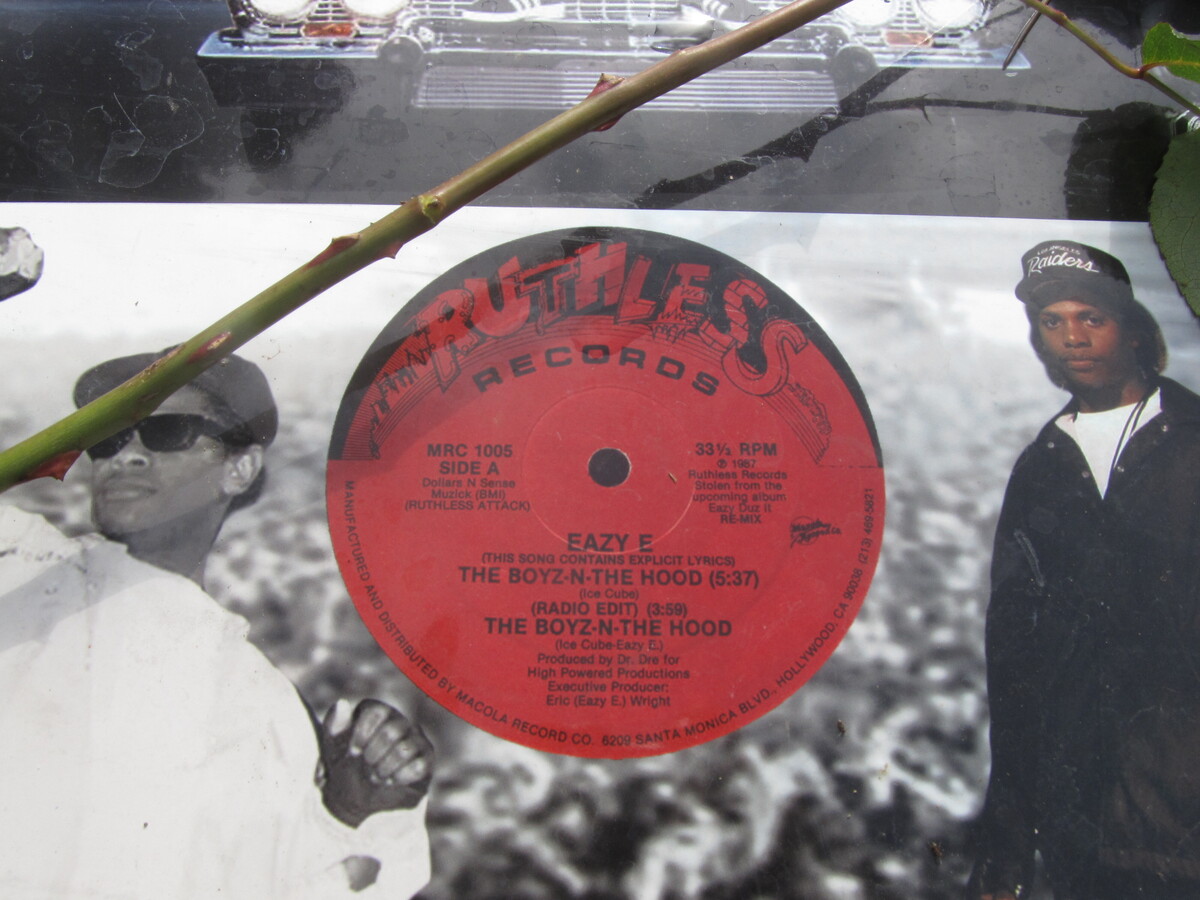 LOS ANGELES
Raiders
RUTHLESS
RECORDS
MRC 1005
SIDE A
Dollars N Sense
Muzick (BMI)
(RUTHLESS ATTACK)
33⅓ RPM
℗ 1987
Ruthless Records
Stolen from the
upcoming album
Eazy Duz It
RE-MIX
EAZY E
(THIS SONG CONTAINS EXPLICIT LYRICS)
THE BOYZ-N-THE HOOD (5:37)
(Ice Cube)
(RADIO EDIT) (3:59)
THE BOYZ-N-THE HOOD
(Ice Cube-Eazy E.)
Produced by Dr. Dre for
High Powered Productions
Executive Producer:
Eric (Eazy E.) Wright
MANUFACTURED AND DISTRIBUTED BY MACOLA RECORD CO. 6209 SANTA MONICA BLVD., HOLLYWOOD, CA 90038 (213) 469-5821